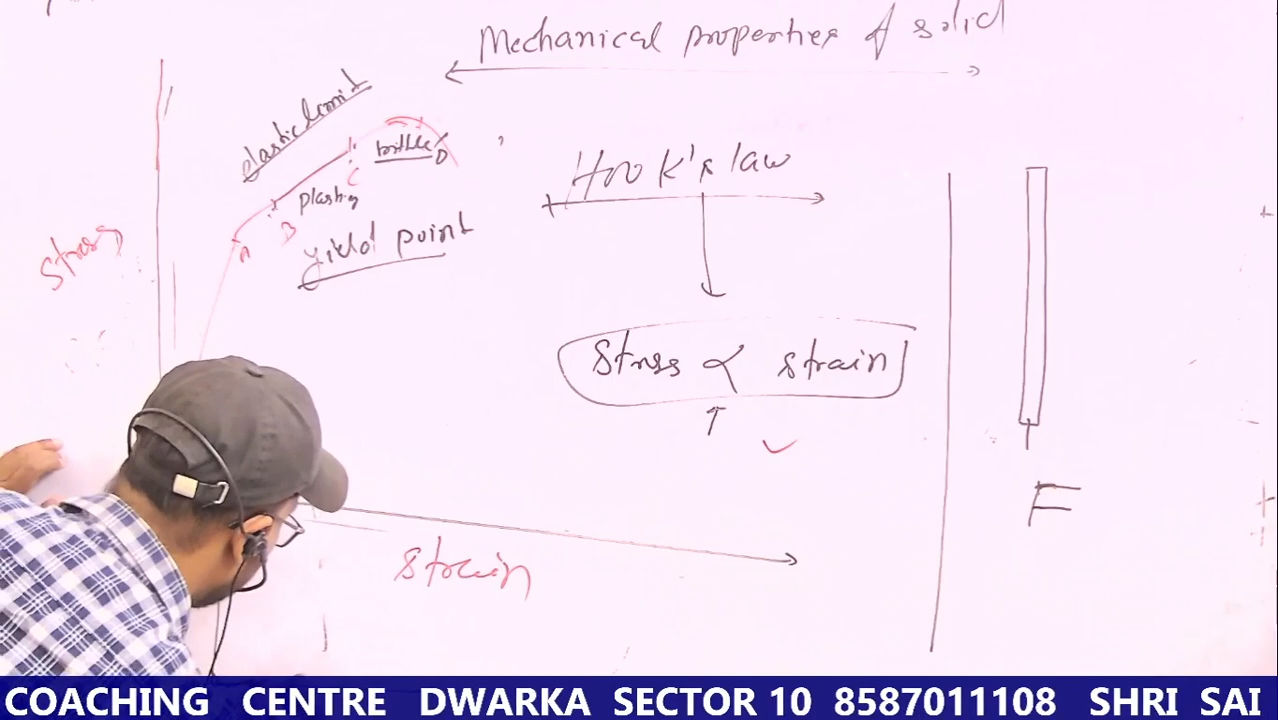 Mechanical properties of solid
elastic limit
brittle
D
C
Hook's law
plastic
B
A
yield point
stress
stress ∝ strain
F
strain
COACHING CENTRE DWARKA SECTOR 10 8587011108 SHRI SAI